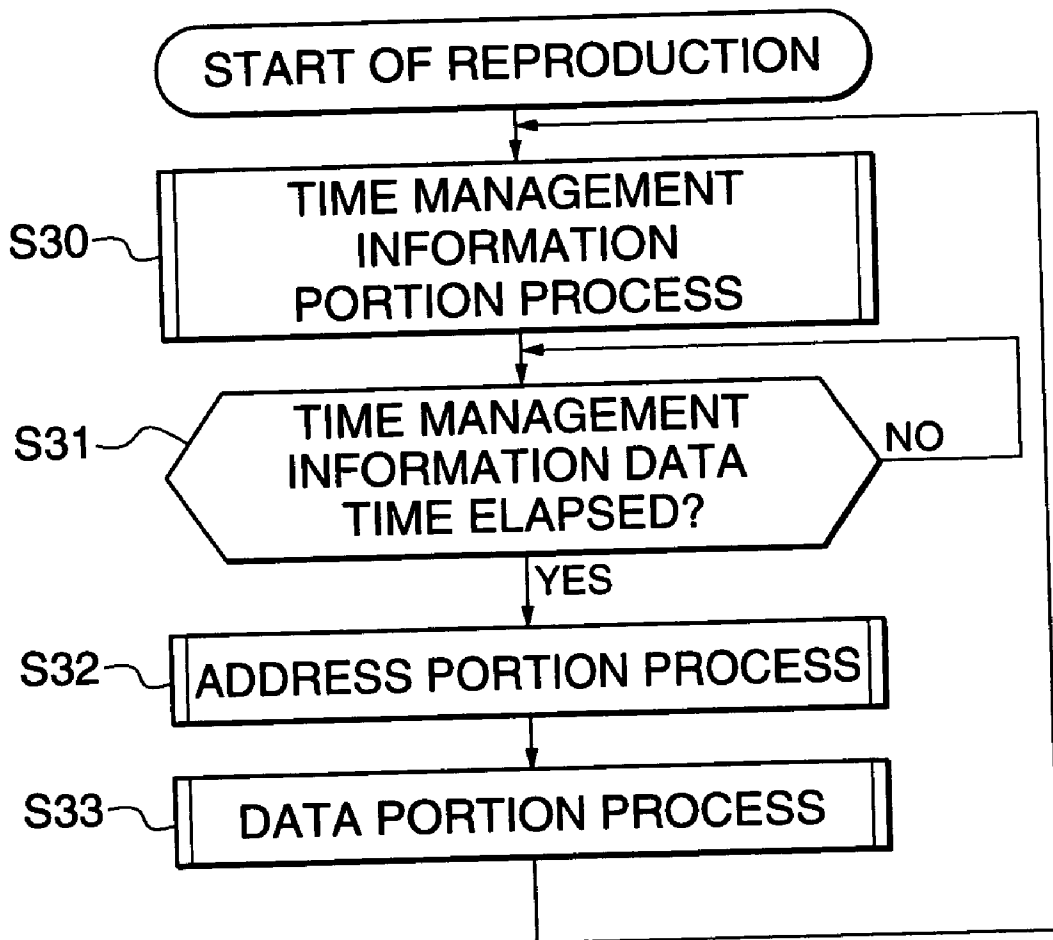 START OF REPRODUCTION
S30
TIME MANAGEMENT
INFORMATION
PORTION PROCESS
S31
TIME MANAGEMENT
INFORMATION DATA
TIME ELAPSED?
NO
YES
S32
ADDRESS PORTION PROCESS
S33
DATA PORTION PROCESS